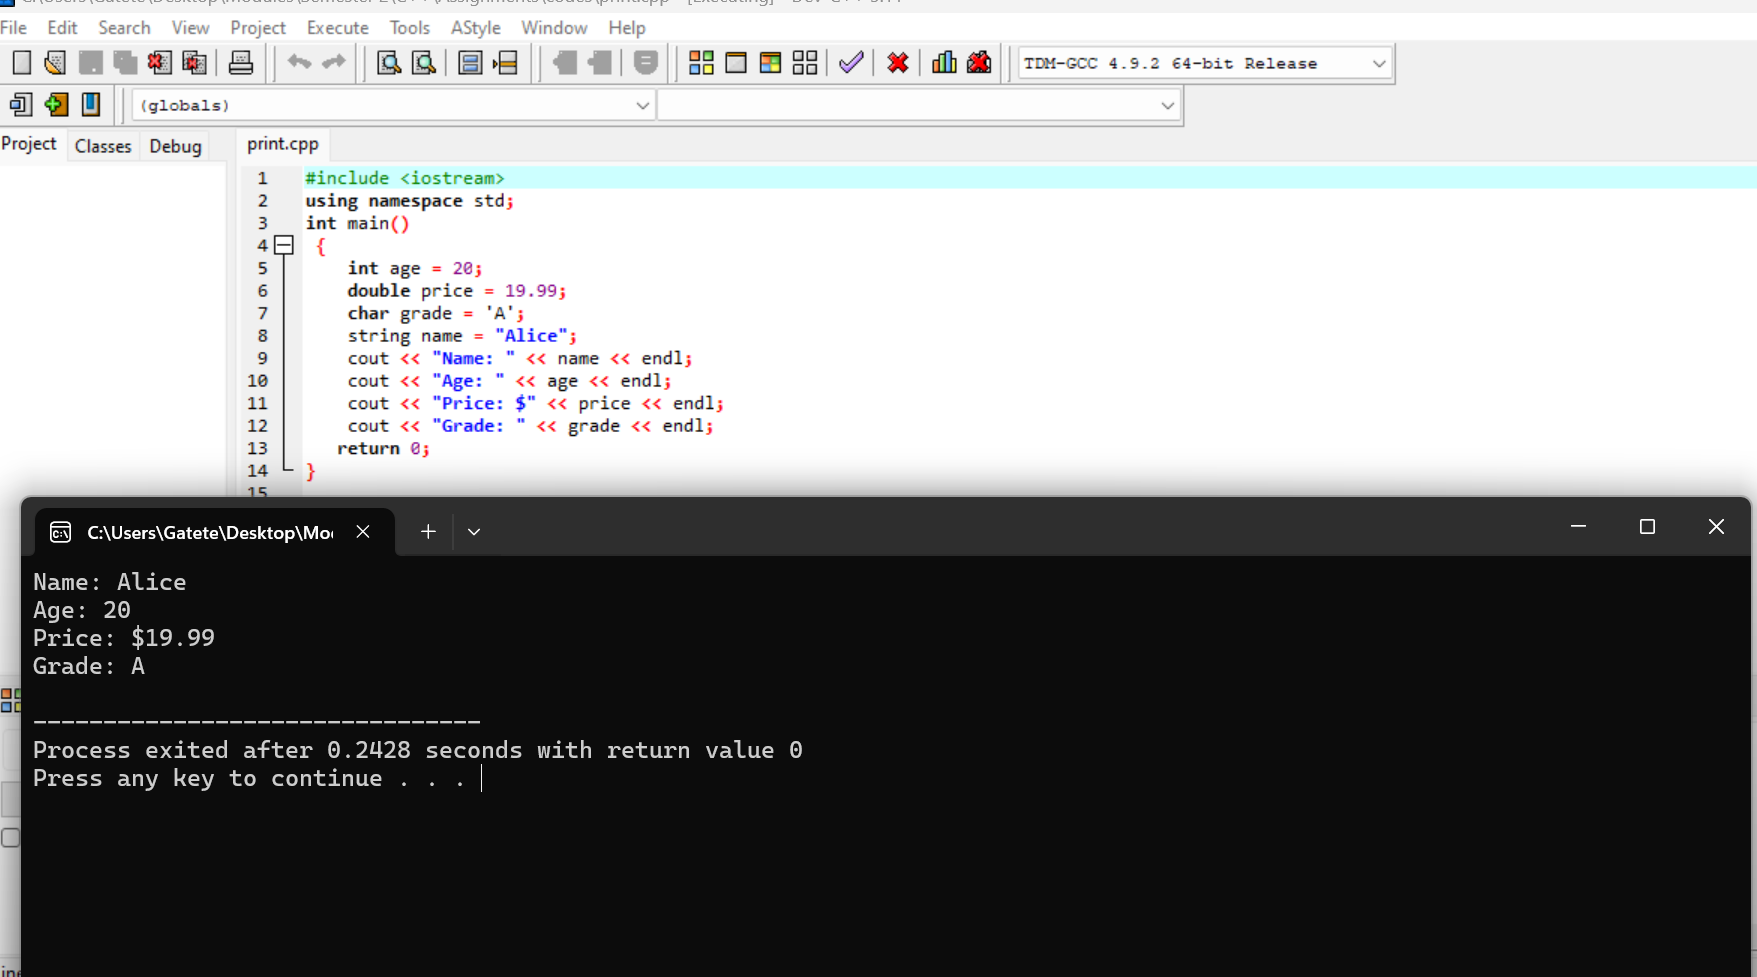 File Edit Search View Project Execute Tools AStyle Window Help
TDM-GCC 4.9.2 64-bit Release
(globals)
Project Classes Debug print.cpp
1 #include <iostream>
2 using namespace std;
3 int main()
4 {
5 int age = 20;
6 double price = 19.99;
7 char grade = 'A';
8 string name = "Alice";
9 cout << "Name: " << name << endl;
10 cout << "Age: " << age << endl;
11 cout << "Price: $" << price << endl;
12 cout << "Grade: " << grade << endl;
13 return 0;
14 }
15
C:\Users\Gatete\Desktop\Mo
Name: Alice
Age: 20
Price: $19.99
Grade: A
--------------------------------
Process exited after 0.2428 seconds with return value 0
Press any key to continue . . .